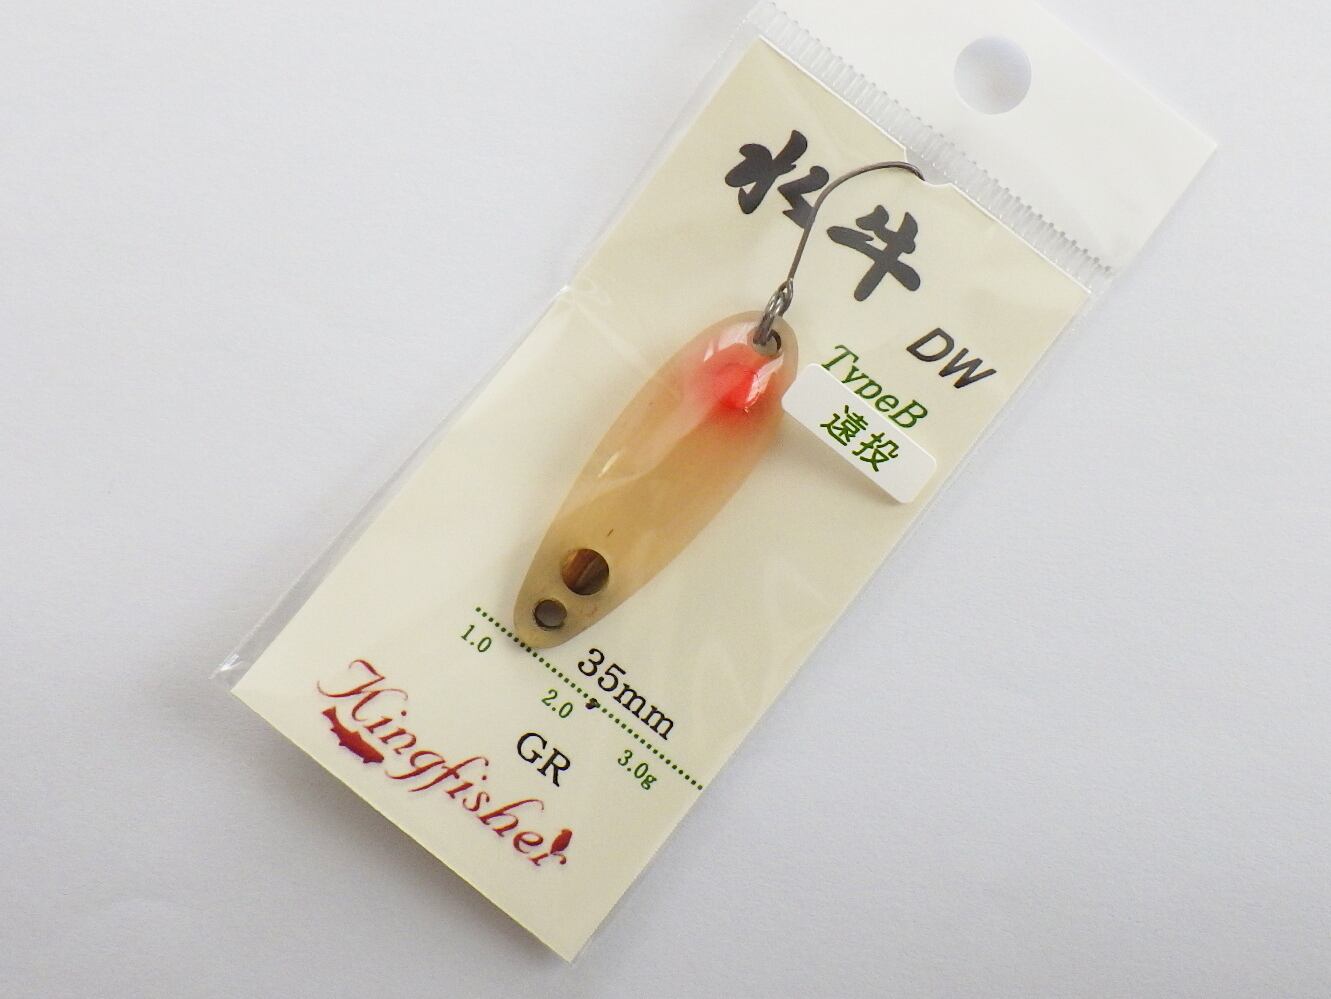 水牛
DW
TypeB
遠投
35mm
1.0 2.0 3.0g
GR
Kingfisher